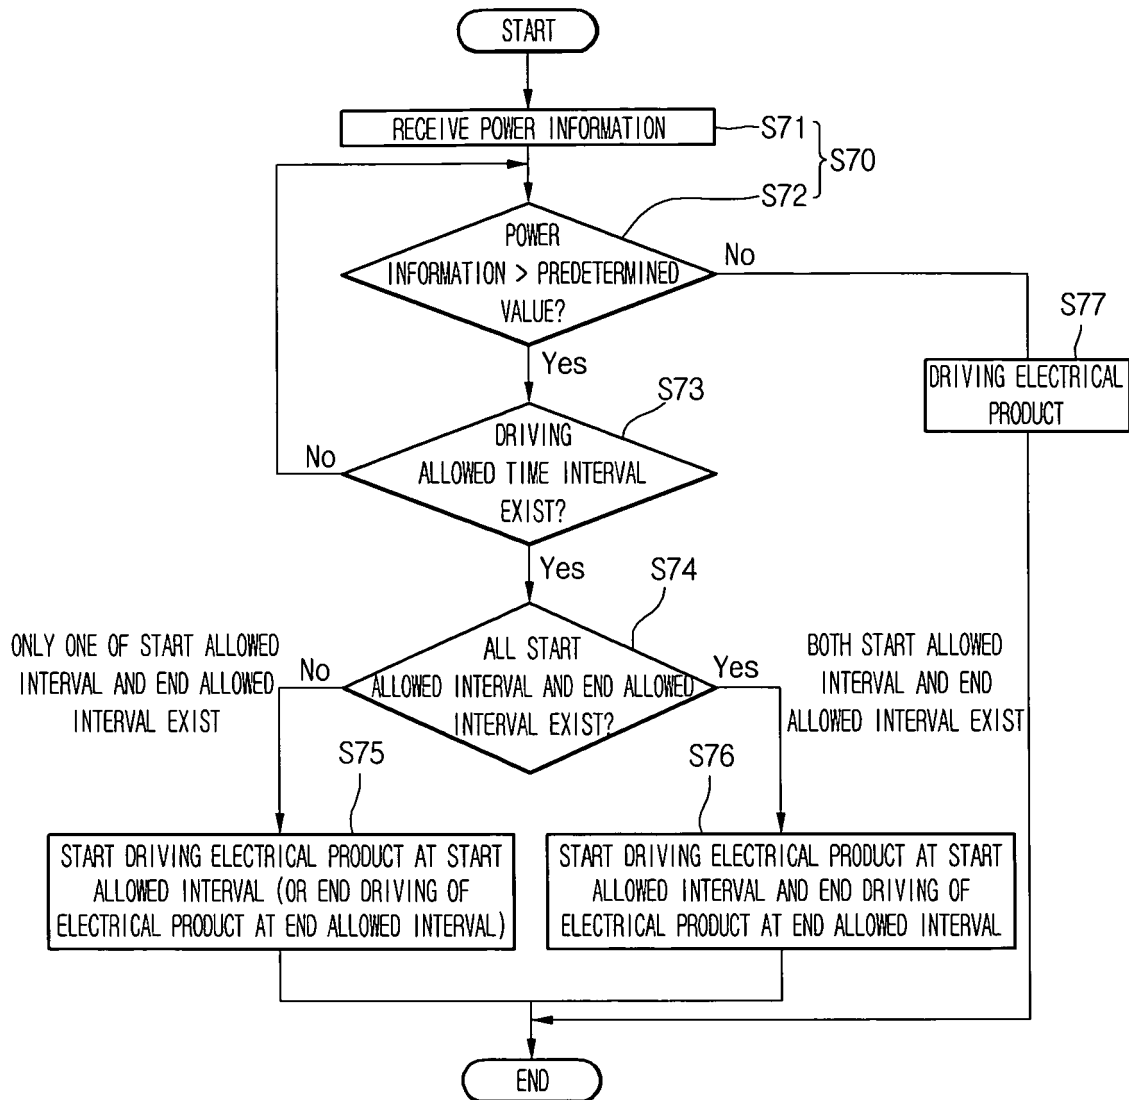 START
RECEIVE POWER INFORMATION
S71
S70
S72
POWER
INFORMATION > PREDETERMINED
VALUE?
No
Yes
S77
DRIVING ELECTRICAL
PRODUCT
S73
DRIVING
ALLOWED TIME INTERVAL
EXIST?
No
Yes
S74
ONLY ONE OF START ALLOWED
INTERVAL AND END ALLOWED
INTERVAL EXIST
No
ALL START
ALLOWED INTERVAL AND END ALLOWED
INTERVAL EXIST?
Yes
BOTH START ALLOWED
INTERVAL AND END
ALLOWED INTERVAL EXIST
S75
S76
START DRIVING ELECTRICAL PRODUCT AT START
ALLOWED INTERVAL (OR END DRIVING OF
ELECTRICAL PRODUCT AT END ALLOWED INTERVAL)
START DRIVING ELECTRICAL PRODUCT AT START
ALLOWED INTERVAL AND END DRIVING OF
ELECTRICAL PRODUCT AT END ALLOWED INTERVAL
END